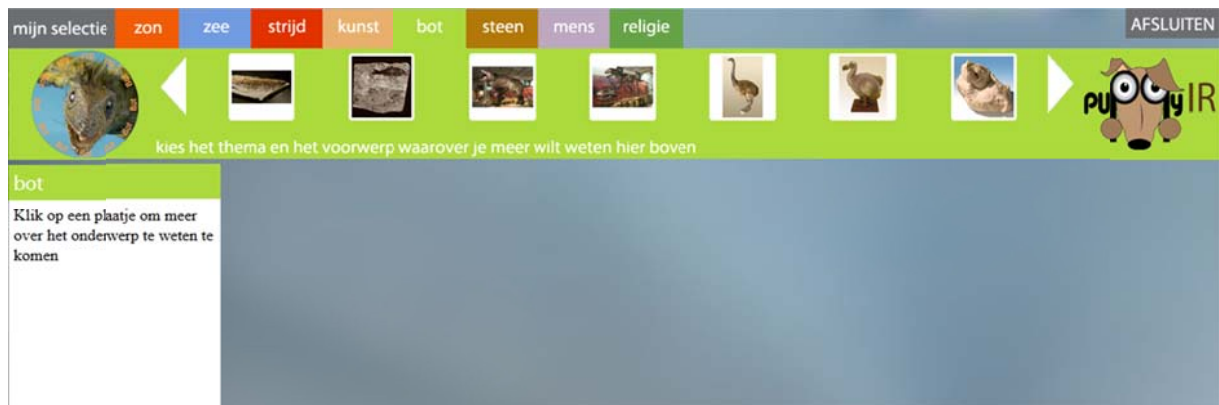 mijn selectie zon zee strijd kunst bot steen mens religie AFSLUITEN
puppyIR
kies het thema en het voorwerp waarover je meer wilt weten hier boven
bot
Klik op een plaatje om meer
over het onderwerp te weten te
komen